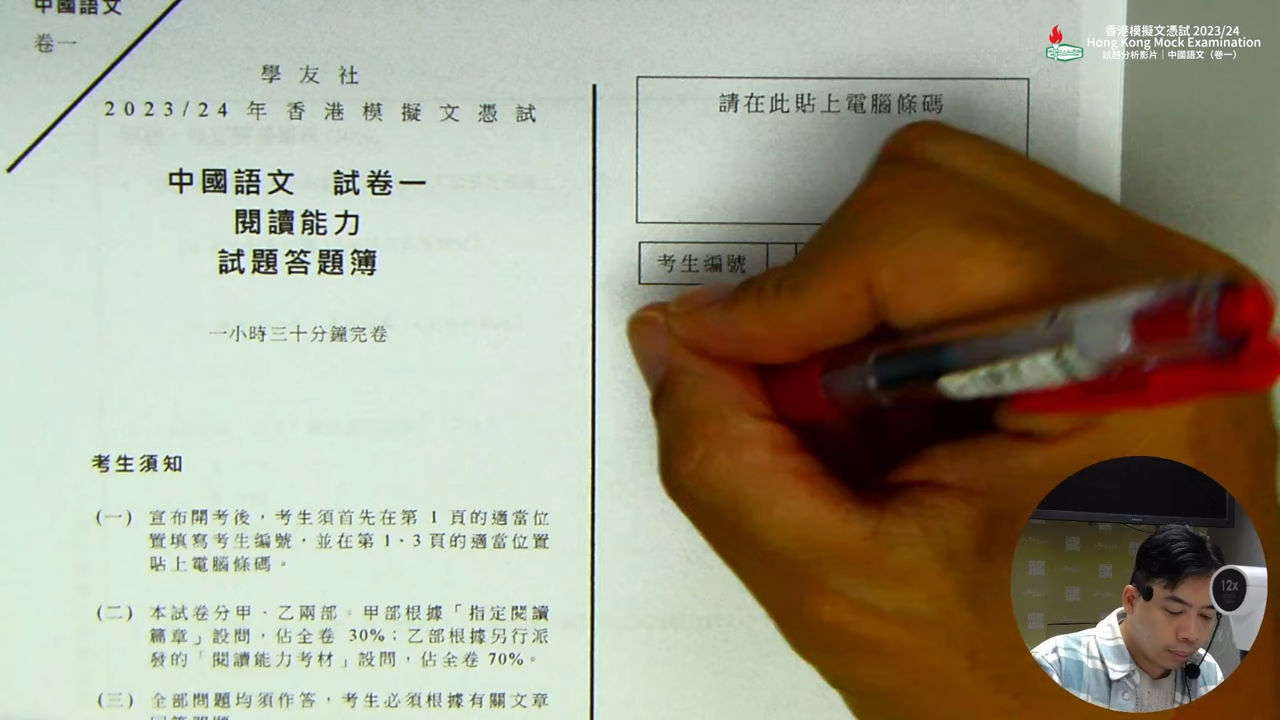 中國語文
卷一
學友社
2023/24 年香港模擬文憑試
中國語文 試卷一
閱讀能力
試題答題簿
一小時三十分鐘完卷
考生須知
(一) 宣布開考後，考生須首先在第 1 頁的適當位
置填寫考生編號，並在第 1、3 頁的適當位置
貼上電腦條碼。
(二) 本試卷分甲、乙兩部。甲部根據「指定閱讀
篇章」設問，佔全卷 30%；乙部根據另行派
發的「閱讀能力考材」設問，佔全卷 70%。
(三) 全部問題均須作答，考生必須根據有關文章
請在此貼上電腦條碼
考生編號
香港模擬文憑試 2023/24
Hong Kong Mock Examination
試題分析影片｜中國語文（卷一）
12x